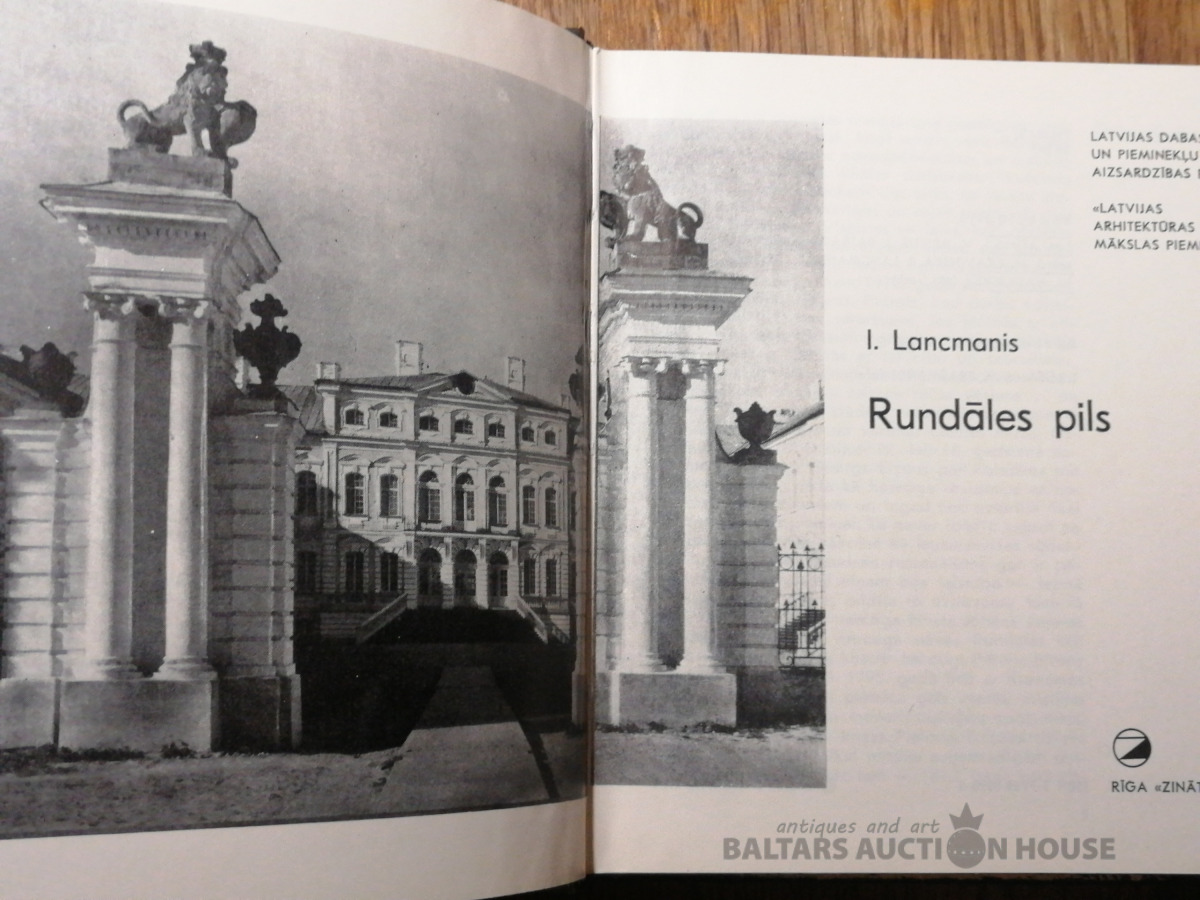 LATVIJAS DABAS
UN PIEMINEKĻU
AIZSARDZĪBAS
«LATVIJAS
ARHITEKTŪRAS
MĀKSLAS PIEM
I. Lancmanis
Rundāles pils
RĪGA «ZINĀT
antiques and art
BALTARS AUCTION HOUSE